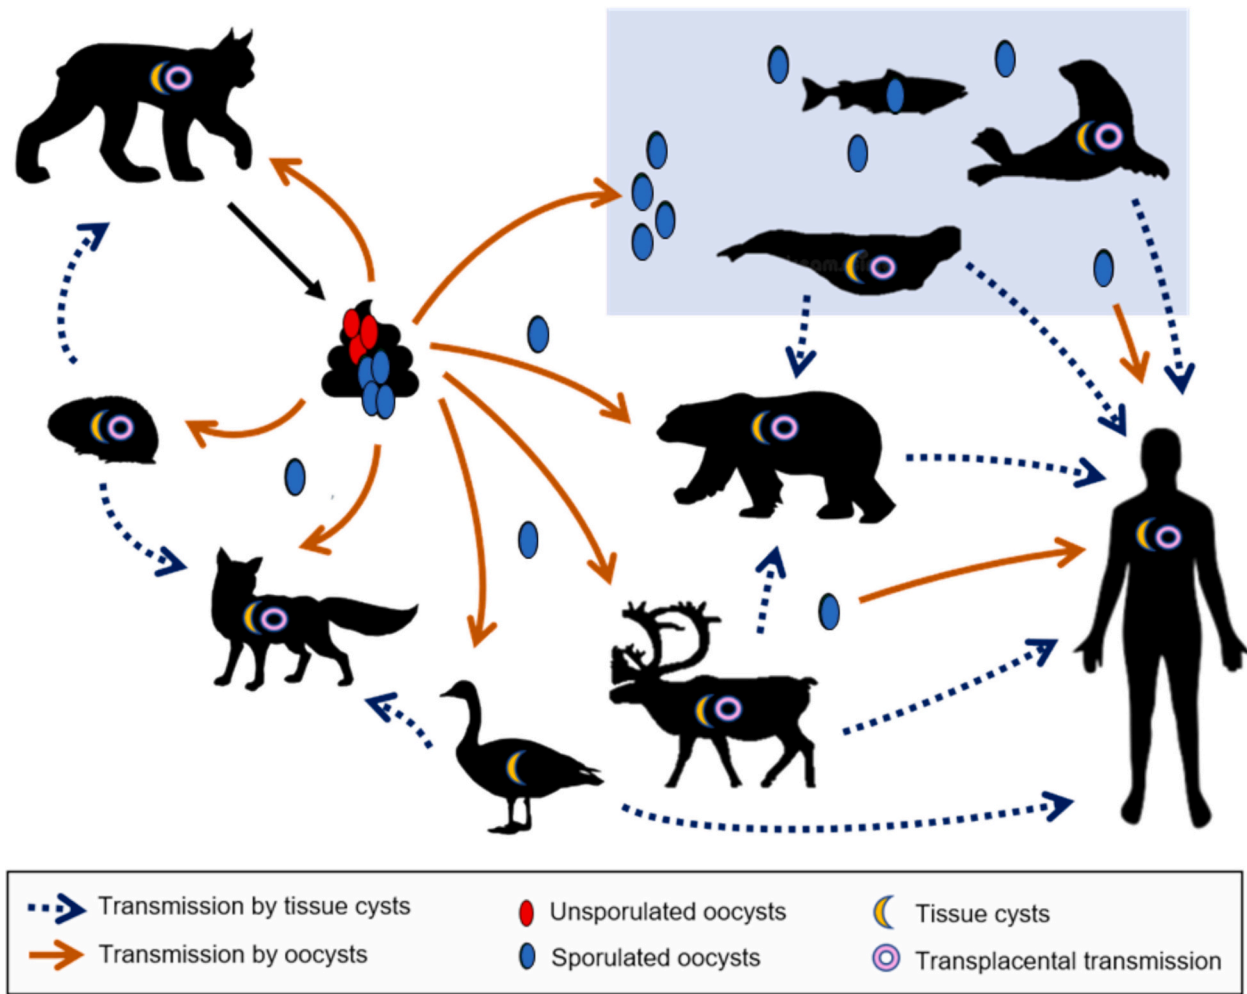 Transmission by tissue cysts
Unsporulated oocysts
Tissue cysts
Transmission by oocysts
Sporulated oocysts
Transplacental transmission